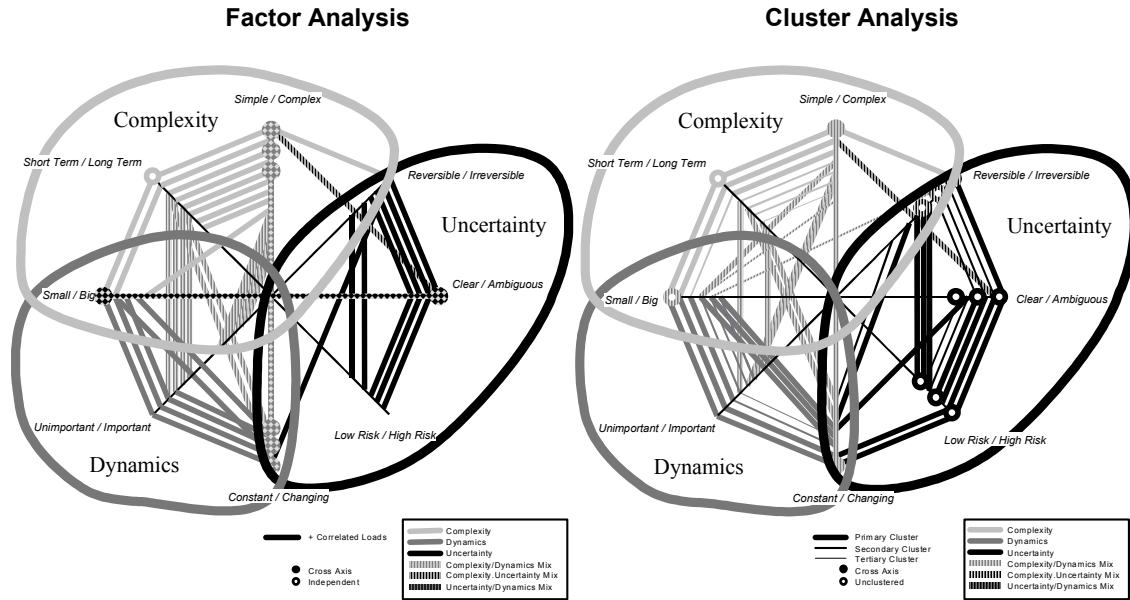 Factor Analysis
Simple / Complex
Complexity
Short Term / Long Term
Reversible / Irreversible
Uncertainty
Small / Big
Clear / Ambiguous
Unimportant / Important
Low Risk / High Risk
Dynamics
Constant / Changing
+ Correlated Loads
Cross Axis
Independent
Complexity
Dynamics
Uncertainty
Complexity/Dynamics Mix
Complexity.Uncertainty Mix
Uncertainty/Dynamics Mix
Cluster Analysis
Simple / Complex
Complexity
Short Term / Long Term
Reversible / Irreversible
Uncertainty
Small / Big
Clear / Ambiguous
Unimportant / Important
Low Risk / High Risk
Dynamics
Constant / Changing
Primary Cluster
Secondary Cluster
Tertiary Cluster
Cross Axis
Unclustered
Complexity
Dynamics
Uncertainty
Complexity/Dynamics Mix
Complexity.Uncertainty Mix
Uncertainty/Dynamics Mix